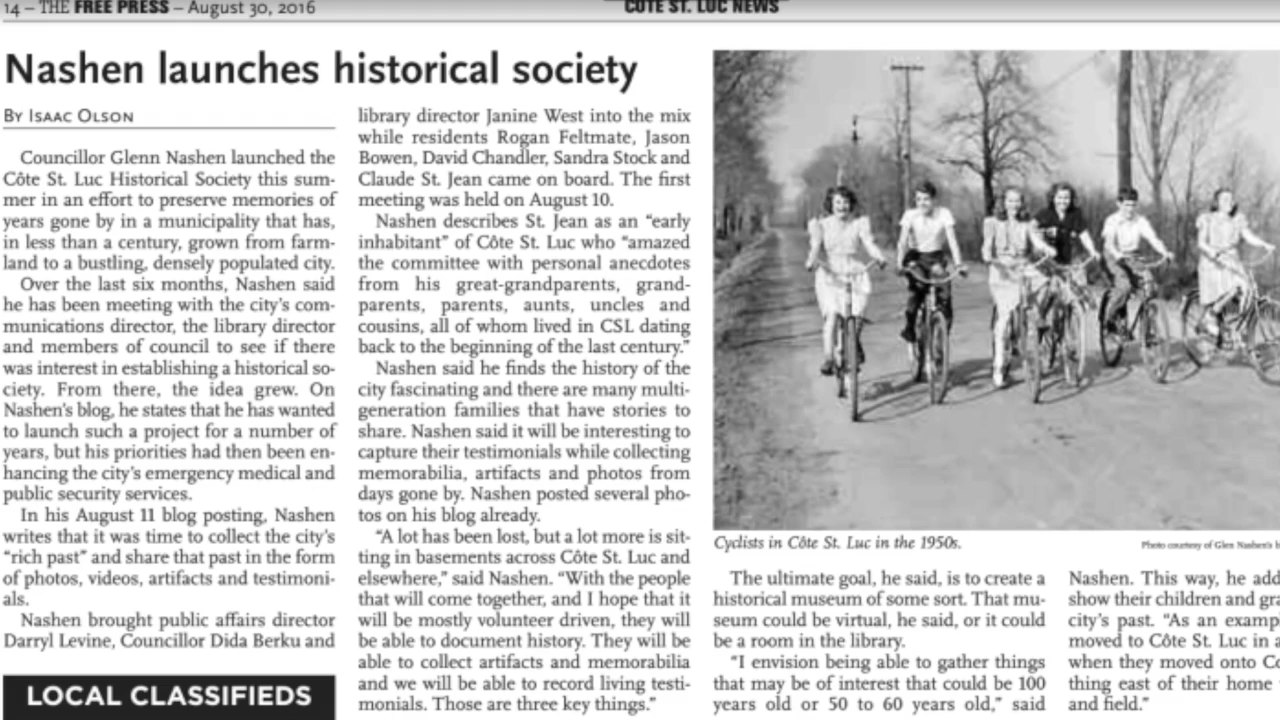 14 – THE FREE PRESS – August 30, 2016
CÔTE ST. LUC NEWS
Nashen launches historical society
By Isaac Olson
Councillor Glenn Nashen launched the
Côte St. Luc Historical Society this sum-
mer in an effort to preserve memories of
years gone by in a municipality that has,
in less than a century, grown from farm-
land to a bustling, densely populated city.
Over the last six months, Nashen said
he has been meeting with the city's com-
munications director, the library director
and members of council to see if there
was interest in establishing a historical so-
ciety. From there, the idea grew. On
Nashen's blog, he states that he has wanted
to launch such a project for a number of
years, but his priorities had then been en-
hancing the city's emergency medical and
public security services.
In his August 11 blog posting, Nashen
writes that it was time to collect the city's
“rich past” and share that past in the form
of photos, videos, artifacts and testimoni-
als.
Nashen brought public affairs director
Darryl Levine, Councillor Dida Berku and
LOCAL CLASSIFIEDS
library director Janine West into the mix
while residents Rogan Feltmate, Jason
Bowen, David Chandler, Sandra Stock and
Claude St. Jean came on board. The first
meeting was held on August 10.
Nashen describes St. Jean as an “early
inhabitant” of Côte St. Luc who “amazed
the committee with personal anecdotes
from his great-grandparents, grand-
parents, parents, aunts, uncles and
cousins, all of whom lived in CSL dating
back to the beginning of the last century.”
Nashen said he finds the history of the
city fascinating and there are many multi-
generation families that have stories to
share. Nashen said it will be interesting to
capture their testimonials while collecting
memorabilia, artifacts and photos from
days gone by. Nashen posted several pho-
tos on his blog already.
“A lot has been lost, but a lot more is sit-
ting in basements across Côte St. Luc and
elsewhere,” said Nashen. “With the people
that will come together, and I hope that it
will be mostly volunteer driven, they will
be able to document history. They will be
able to collect artifacts and memorabilia
and we will be able to record living testi-
monials. Those are three key things.”
Cyclists in Côte St. Luc in the 1950s.
Photo courtesy of Glen Nashen's
The ultimate goal, he said, is to create a
historical museum of some sort. That mu-
seum could be virtual, he said, or it could
be a room in the library.
“I envision being able to gather things
that may be of interest that could be 100
years old or 50 to 60 years old,” said
Nashen. This way, he add
show their children and gra
city's past. “As an examp
moved to Côte St. Luc in a
when they moved onto Co
thing east of their home
and field.”